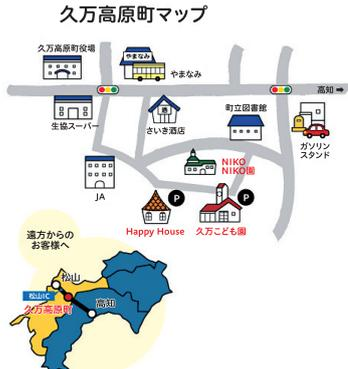 久万高原町マップ
久万高原町役場
やまなみ
やまなみ
高知
生協スーパー
さいき酒店
町立図書館
ガソリン
スタンド
JA
NIKO
NIKO園
P
P
Happy House
久万こども園
遠方からの
お客様へ
松山
松山IC
久万高原町
高知